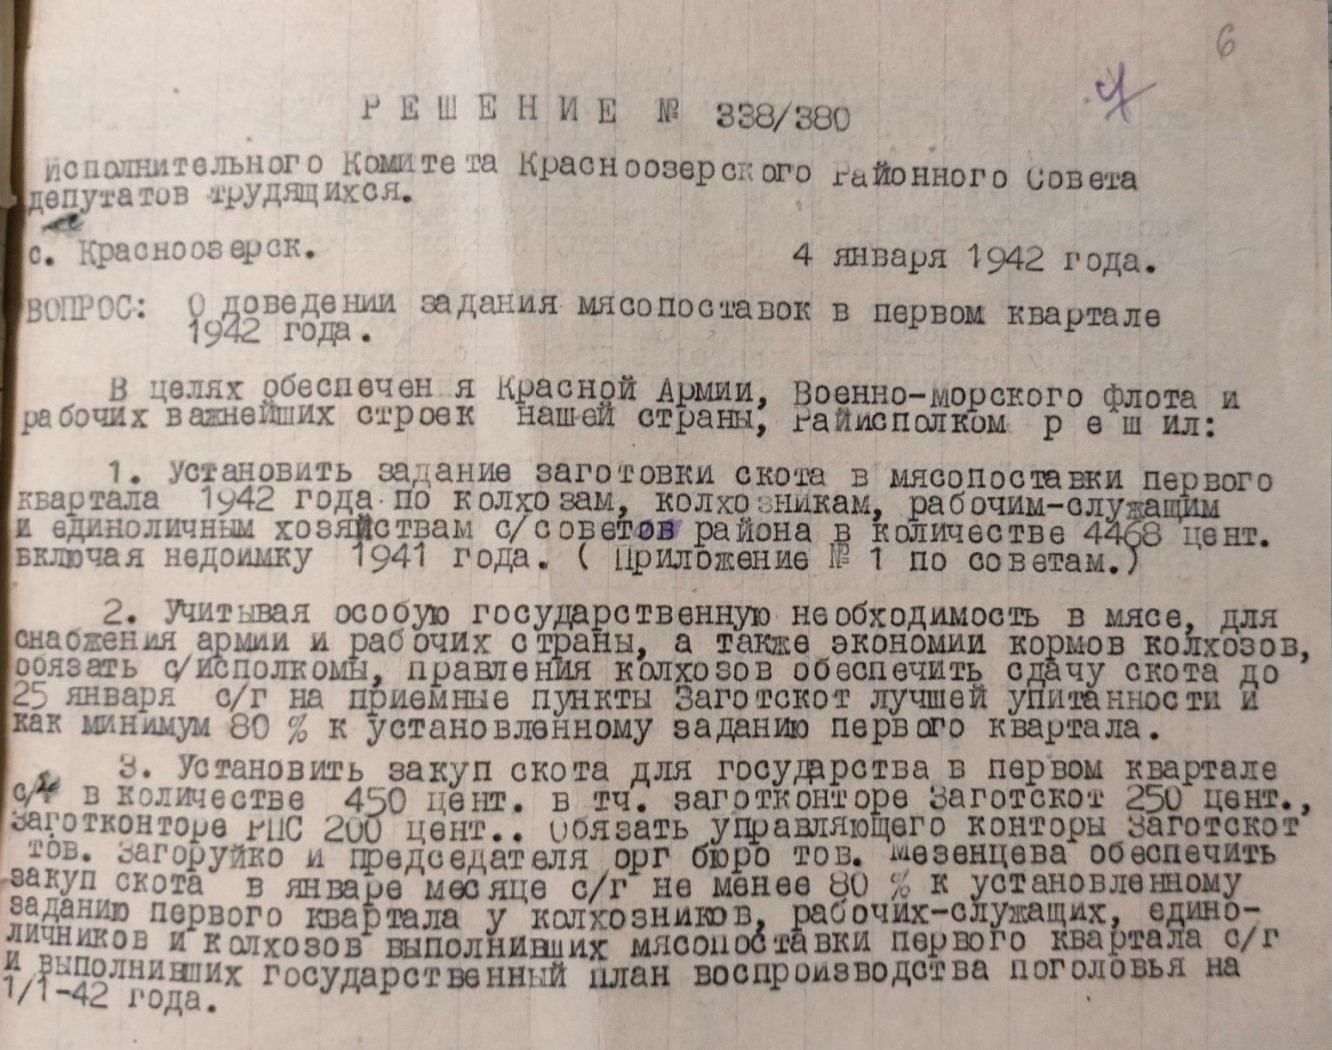 6
РЕШЕНИЕ № 338/380
Исполнительного Комитета Красноозерского Районного Совета
депутатов трудящихся.
с. Красноозерск. 4 января 1942 года.
ВОПРОС: О доведении задания мясопоставок в первом квартале
1942 года.
В целях обеспечен я Красной Армии, Военно-морского Флота и
рабочих важнейших строек нашей страны, Райисполком р е ш ил:
1. Установить задание заготовки скота в мясопоставки первого
квартала 1942 года по колхозам, колхозникам, рабочим-служащим
и единоличным хозяйствам с/советов района в количестве 4468 цент.
включая недоимку 1941 года. ( Приложение № 1 по советам.)
2. Учитывая особую государственную необходимость в мясе, для
снабжения армии и рабочих страны, а также экономии кормов колхозов,
обязать с/исполкомы, правления колхозов обеспечить сдачу скота до
25 января с/г на приемные пункты Заготскот лучшей упитанности и
как минимум 80 % к установленному заданию первого квартала.
3. Установить закуп скота для государства в первом квартале
с/г в количестве 450 цент. в тч. заготконторе Заготскот 250 цент.,
Заготконторе РПС 200 цент.. Обязать управляющего конторы Заготскот
тов. Загоруйко и председателя орг бюро тов. Мезенцева обеспечить
закуп скота в январе месяце с/г не менее 80 % к установленному
заданию первого квартала у колхозников, рабочих-служащих, едино-
личников и колхозов выполнивших мясопоставки первого квартала с/г
и выполнивших государственный план воспроизводства поголовья на
1/1-42 года.